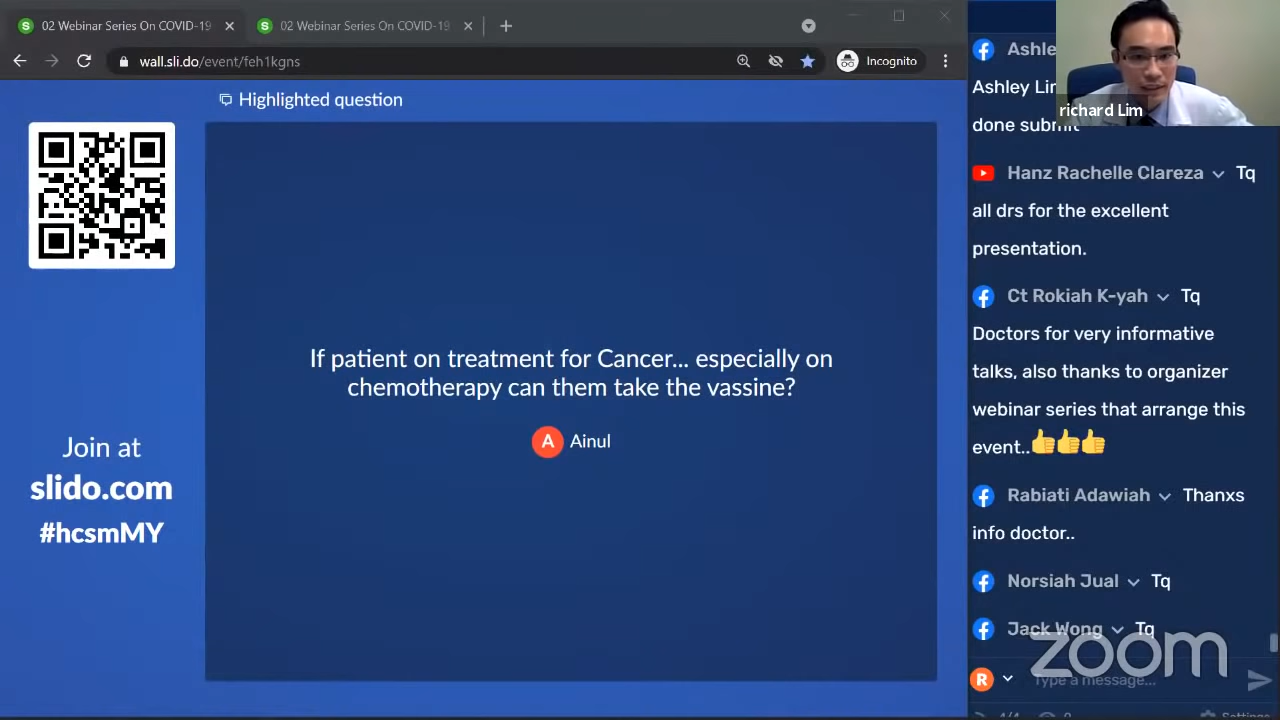 02 Webinar Series On COVID-19
02 Webinar Series On COVID-19
wall.sli.do/event/feh1kgns
Incognito
Highlighted question
If patient on treatment for Cancer... especially on
chemotherapy can them take the vassine?
A Ainul
Join at
slido.com
#hcsmMY
richard Lim
Ashle
Ashley Lim
done submit
Hanz Rachelle Clareza Tq
all drs for the excellent
presentation.
Ct Rokiah K-yah Tq
Doctors for very informative
talks, also thanks to organizer
webinar series that arrange this
event..👍👍👍
Rabiati Adawiah Thanxs
info doctor..
Norsiah Jual Tq
Jack Wong Tq
zoom
R Type a message...
Settings